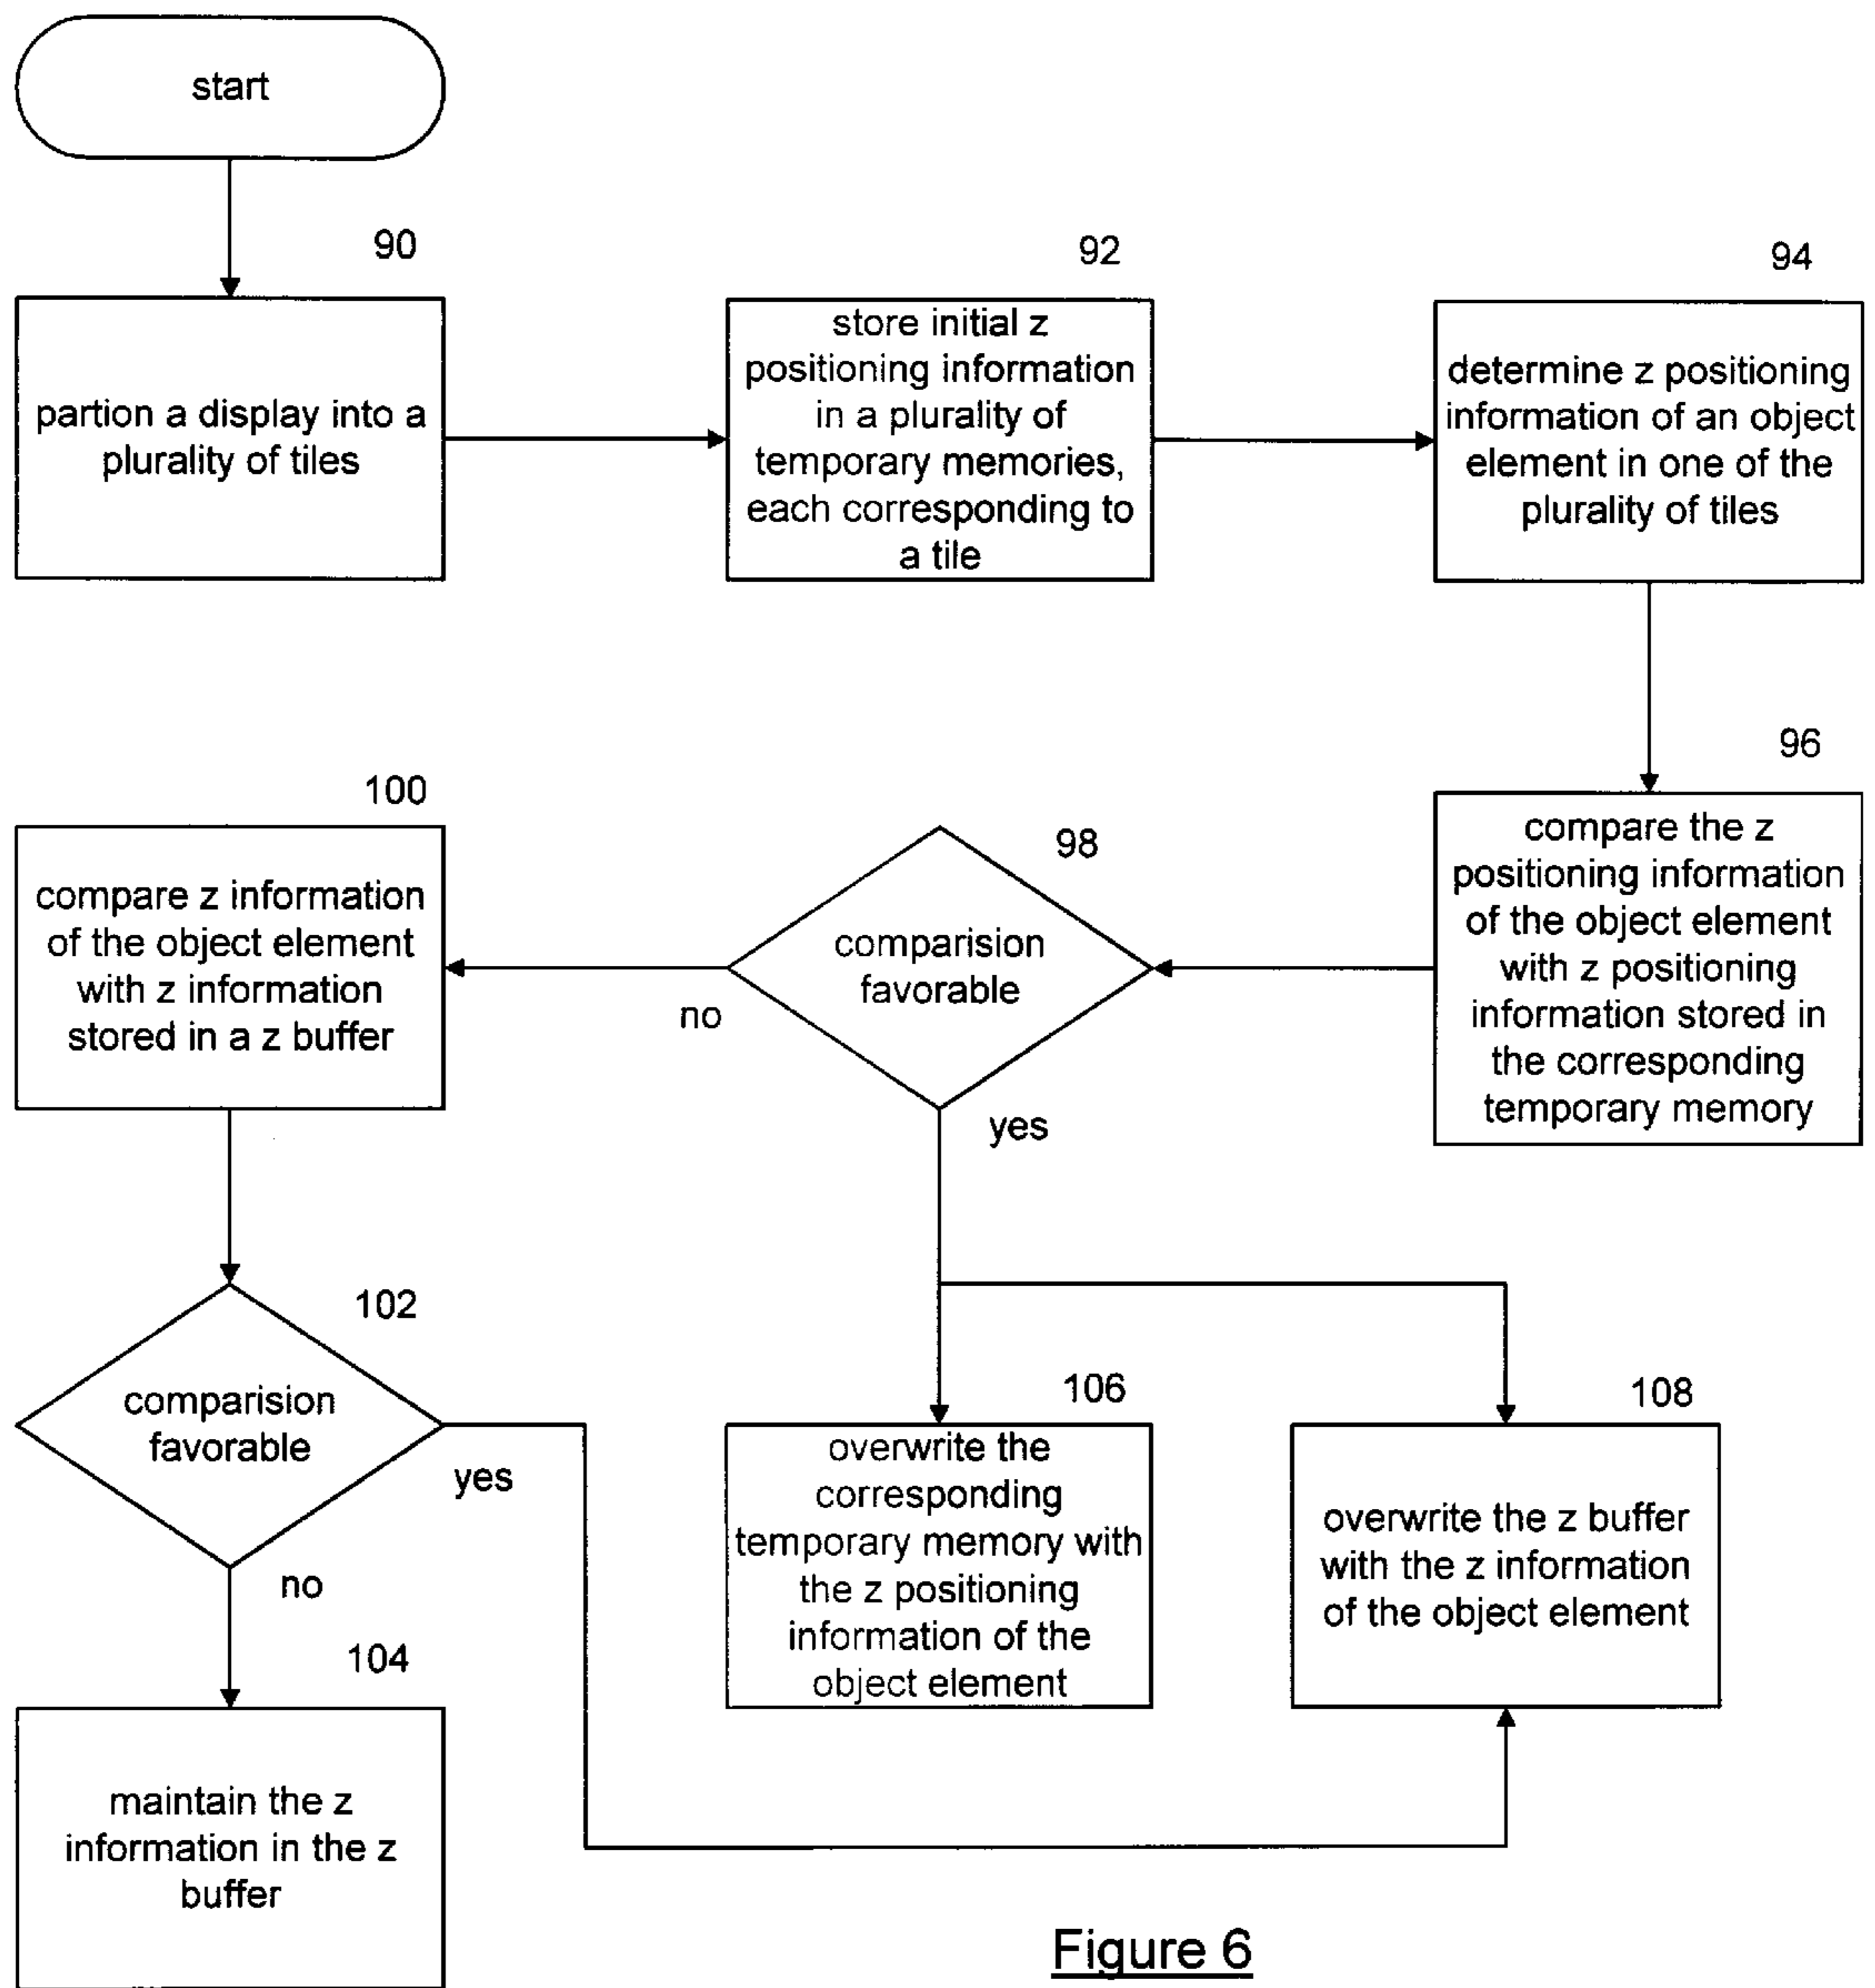 start
90
partion a display into a
plurality of tiles
92
store initial z
positioning information
in a plurality of
temporary memories,
each corresponding to
a tile
94
determine z positioning
information of an object
element in one of the
plurality of tiles
96
compare the z
positioning information
of the object element
with z positioning
information stored in
the corresponding
temporary memory
98
comparision
favorable
no
yes
100
compare z information
of the object element
with z information
stored in a z buffer
102
comparision
favorable
yes
no
104
maintain the z
information in the z
buffer
106
overwrite the
corresponding
temporary memory with
the z positioning
information of the
object element
108
overwrite the z buffer
with the z information
of the object element
Figure 6